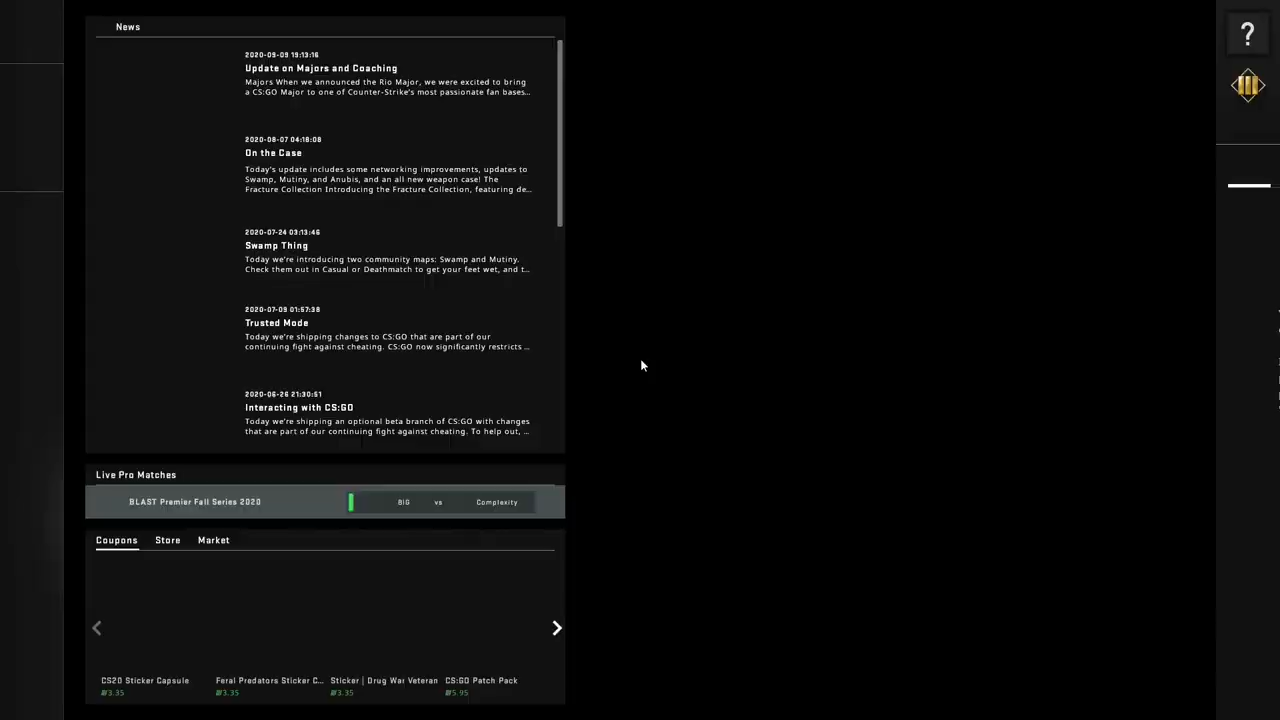 News
2020-09-09 19:13:16
Update on Majors and Coaching
Majors When we announced the Rio Major, we were excited to bring
a CS:GO Major to one of Counter-Strike's most passionate fan bases...
2020-08-07 04:18:08
On the Case
Today's update includes some networking improvements, updates to
Swamp, Mutiny, and Anubis, and an all new weapon case! The
Fracture Collection Introducing the Fracture Collection, featuring de...
2020-07-24 03:13:46
Swamp Thing
Today we're introducing two community maps: Swamp and Mutiny.
Check them out in Casual or Deathmatch to get your feet wet, and t...
2020-07-09 01:57:38
Trusted Mode
Today we're shipping changes to CS:GO that are part of our
continuing fight against cheating. CS:GO now significantly restricts ...
2020-06-26 21:30:51
Interacting with CS:GO
Today we're shipping an optional beta branch of CS:GO with changes
that are part of our continuing fight against cheating. To help out, ...
Live Pro Matches
BLAST Premier Fall Series 2020 BIG vs Complexity
Coupons Store Market
CS20 Sticker Capsule Feral Predators Sticker C... Sticker | Drug War Veteran CS:GO Patch Pack
₪3.35 ₪3.35 ₪3.35 ₪5.95
?